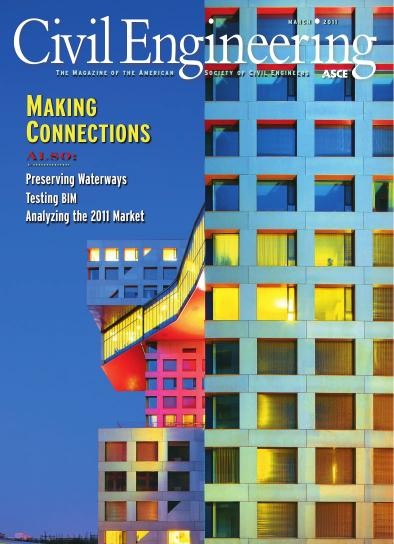 MARCH • 2011
Civil Engineering
THE MAGAZINE OF THE AMERICAN SOCIETY OF CIVIL ENGINEERS ASCE
MAKING
CONNECTIONS
ALSO:
Preserving Waterways
Testing BIM
Analyzing the 2011 Market